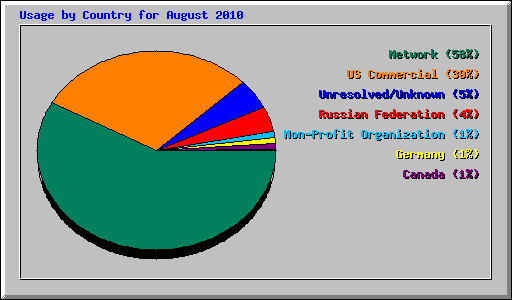 Usage by Country for August 2010
Network (58%)
US Commercial (30%)
Unresolved/Unknown (5%)
Russian Federation (4%)
Non-Profit Organization (1%)
Germany (1%)
Canada (1%)